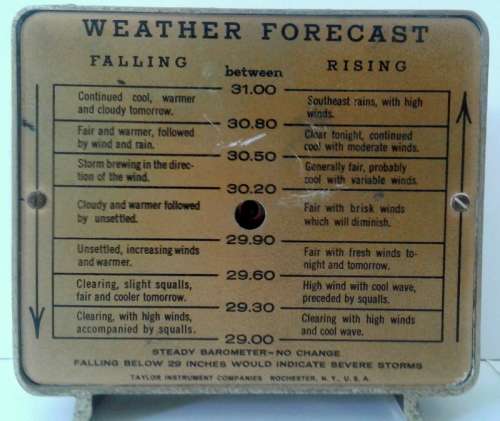 WEATHER FORECAST
FALLING between RISING
31.00
Continued cool, warmer
and cloudy tomorrow.
Southeast rains, with high
winds.
30.80
Fair and warmer, followed
by wind and rain.
Clear tonight, continued
cool with moderate winds.
30.50
Storm brewing in the direc-
tion of the wind.
Generally fair, probably
cool with variable winds.
30.20
Cloudy and warmer followed
by unsettled.
Fair with brisk winds
which will diminish.
29.90
Unsettled, increasing winds
and warmer.
Fair with fresh winds to-
night and tomorrow.
29.60
Clearing, slight squalls,
fair and cooler tomorrow.
High wind with cool wave,
preceded by squalls.
29.30
Clearing, with high winds,
accompanied by squalls.
Clearing with high winds
and cool wave.
29.00
STEADY BAROMETER—NO CHANGE
FALLING BELOW 29 INCHES WOULD INDICATE SEVERE STORMS
TAYLOR INSTRUMENT COMPANIES ROCHESTER, N.Y., U.S.A.